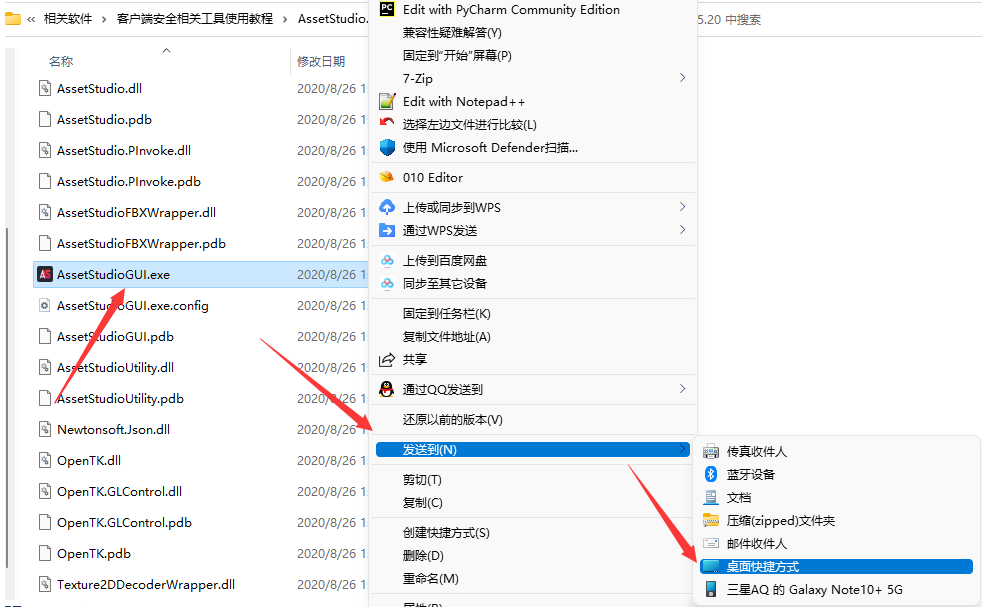 « 相关软件 › 客户端安全相关工具使用教程 › AssetStudio.
5.20 中搜索
名称 修改日期
AssetStudio.dll 2020/8/26 1
AssetStudio.pdb 2020/8/26 1
AssetStudio.PInvoke.dll 2020/8/26 1
AssetStudio.PInvoke.pdb 2020/8/26 1
AssetStudioFBXWrapper.dll 2020/8/26 1
AssetStudioFBXWrapper.pdb 2020/8/26 1
AssetStudioGUI.exe 2020/8/26 1
AssetStudioGUI.exe.config 2020/8/26 1
AssetStudioGUI.pdb 2020/8/26 1
AssetStudioUtility.dll 2020/8/26 1
AssetStudioUtility.pdb 2020/8/26 1
Newtonsoft.Json.dll 2020/8/26 1
OpenTK.dll 2020/8/26 1
OpenTK.GLControl.dll 2020/8/26 1
OpenTK.GLControl.pdb 2020/8/26 1
OpenTK.pdb 2020/8/26 1
Texture2DDecoderWrapper.dll 2020/8/26 1
Edit with PyCharm Community Edition
兼容性疑难解答(Y)
固定到"开始"屏幕(P)
7-Zip
Edit with Notepad++
选择左边文件进行比较(L)
使用 Microsoft Defender扫描...
010 Editor
上传或同步到WPS
通过WPS发送
上传到百度网盘
同步至其它设备
固定到任务栏(K)
复制文件地址(A)
共享
通过QQ发送到
还原以前的版本(V)
发送到(N)
剪切(T)
复制(C)
创建快捷方式(S)
删除(D)
重命名(M)
属性(R)
传真收件人
蓝牙设备
文档
压缩(zipped)文件夹
邮件收件人
桌面快捷方式
三星AQ 的 Galaxy Note10+ 5G